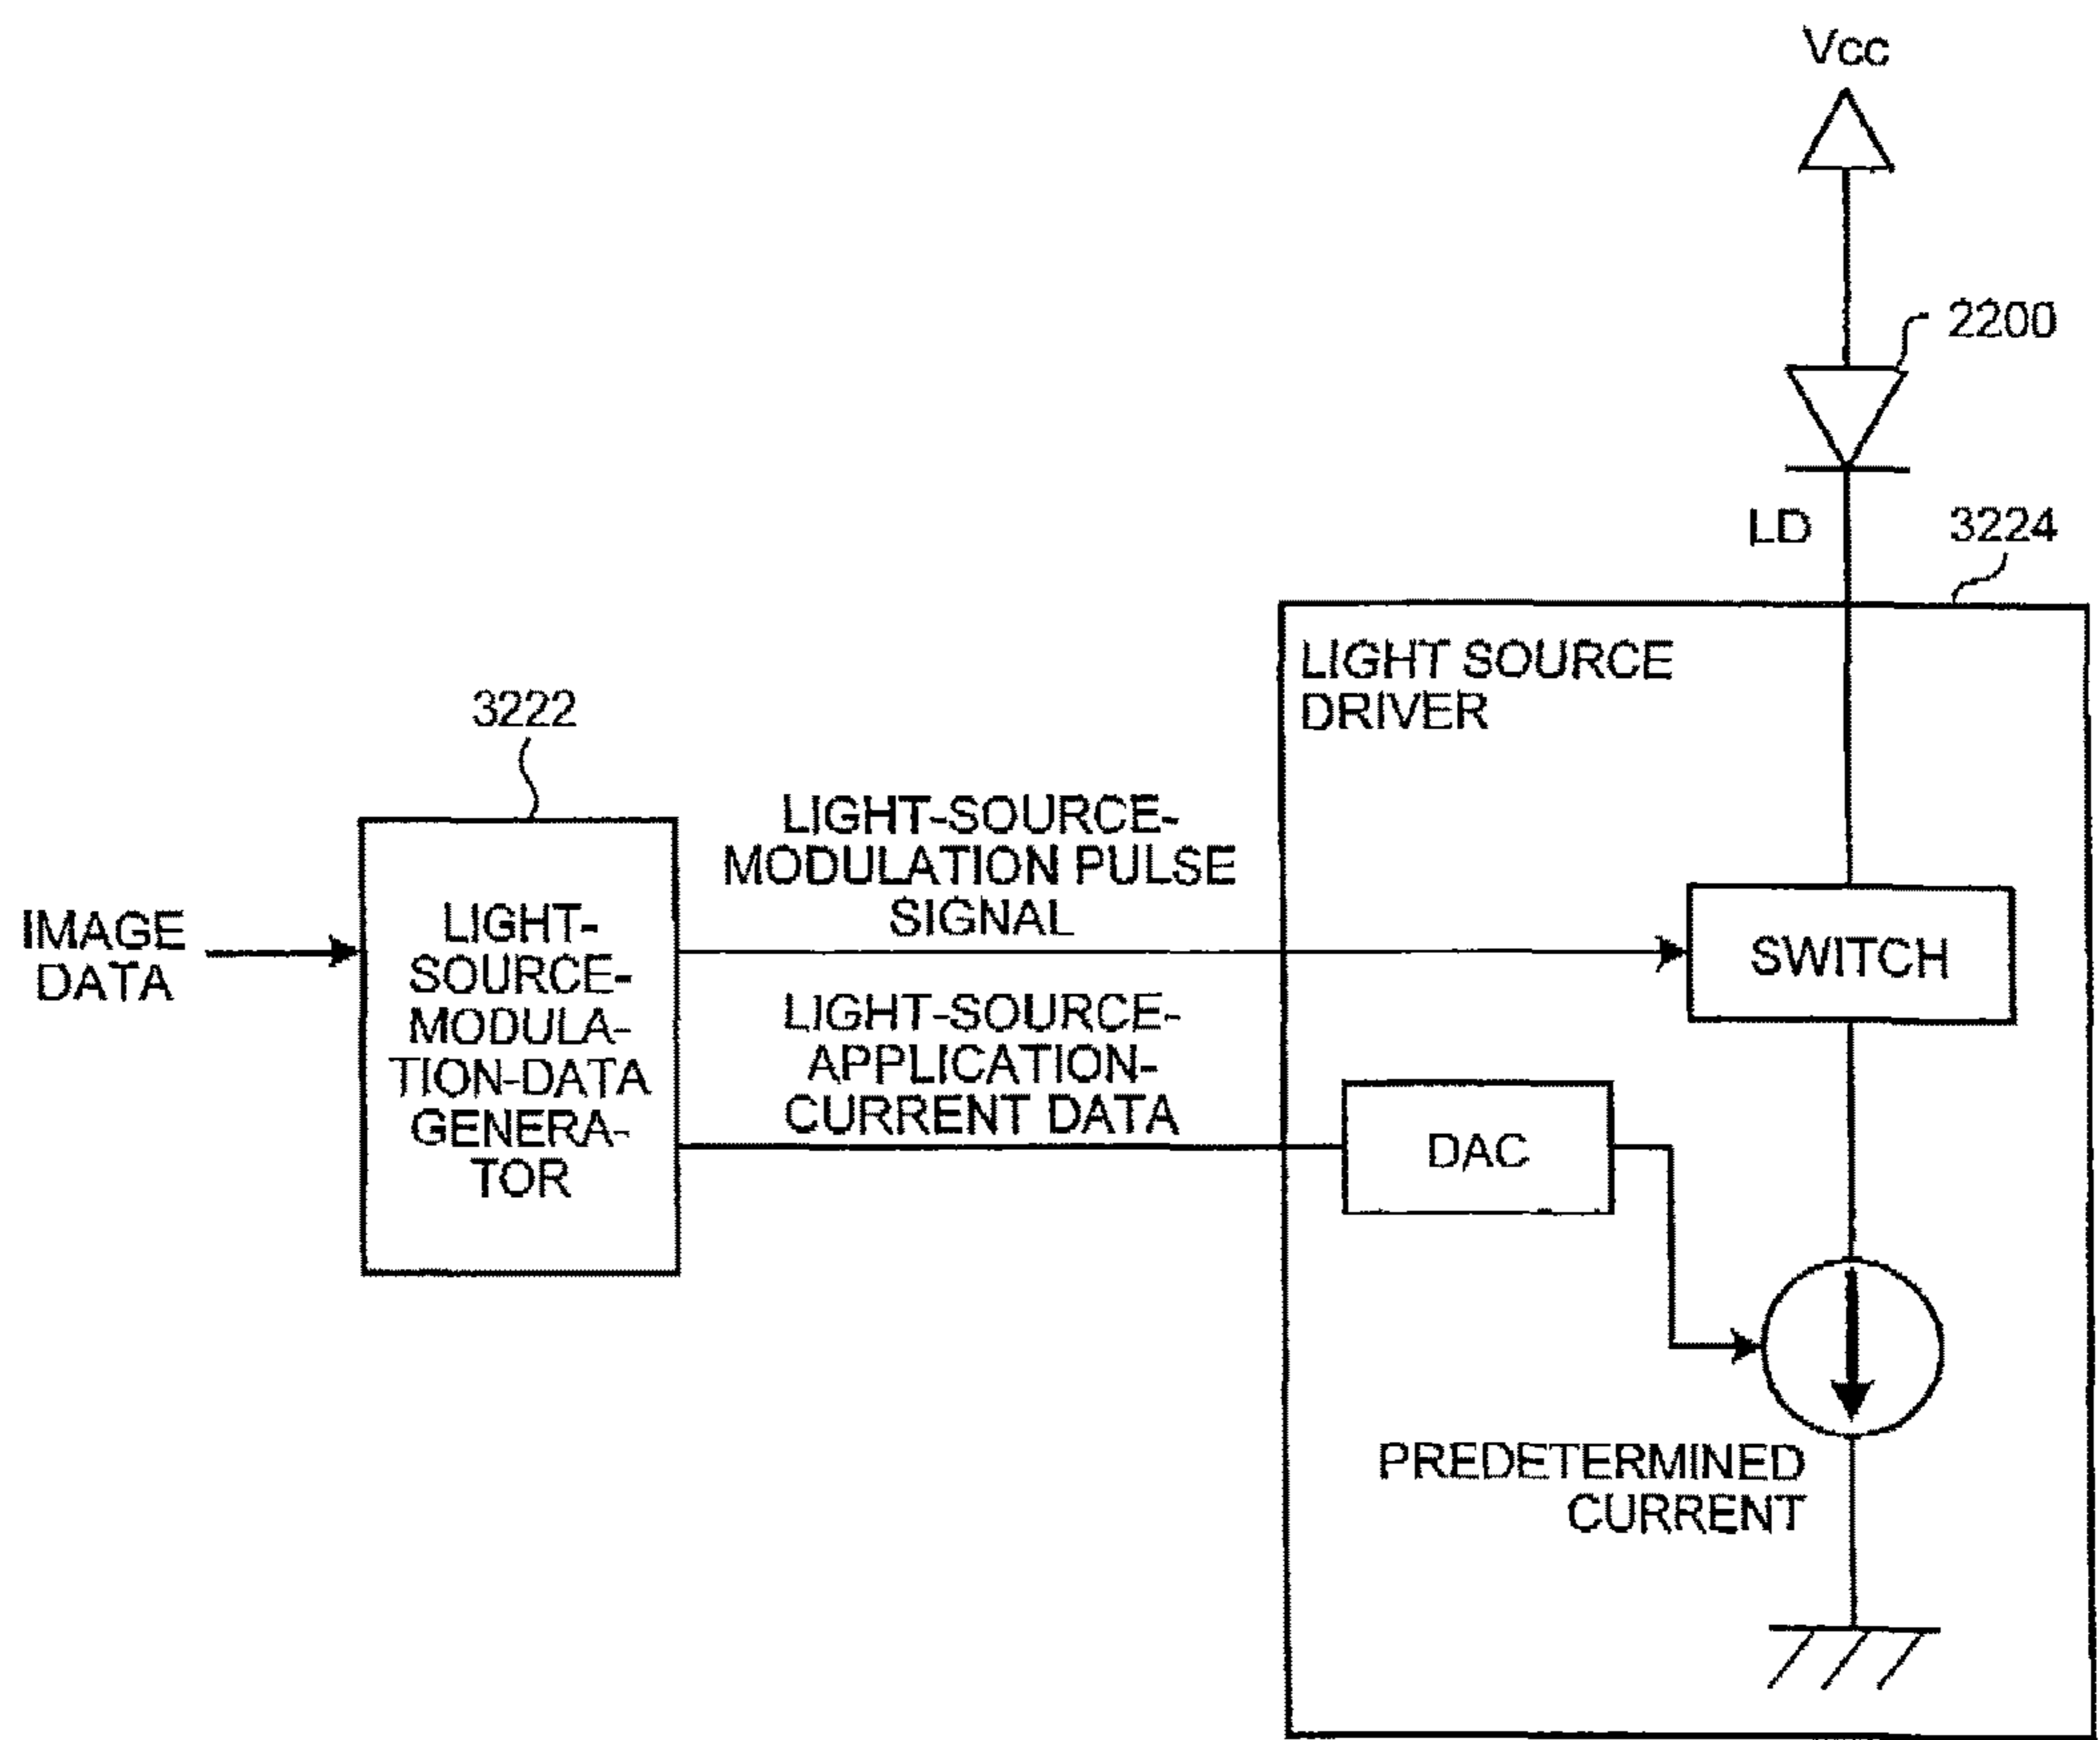 Vcc
2200
LD
3224
LIGHT SOURCE
DRIVER
3222
LIGHT-SOURCE-
MODULATION PULSE
SIGNAL
IMAGE
DATA
LIGHT-
SOURCE-
MODULA-
TION-DATA
GENERA-
TOR
SWITCH
LIGHT-SOURCE-
APPLICATION-
CURRENT DATA
DAC
PREDETERMINED
CURRENT